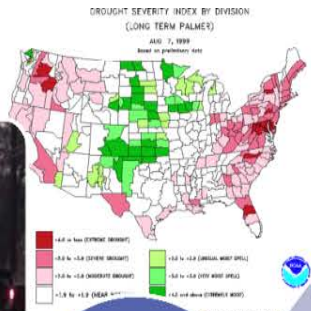 DROUGHT SEVERITY INDEX BY DIVISION
(LONG TERM PALMER)
AUG 7, 1999
Based on preliminary data
-4.0 or less (EXTREME DROUGHT)
-3.0 to -3.9 (SEVERE DROUGHT)
-2.0 to -2.9 (MODERATE DROUGHT)
-1.9 to +1.9 (NEAR
+2.0 to +2.9 (UNUSUAL MOIST SPELL)
+3.0 to +3.9 (VERY MOIST SPELL)
+4.0 and above (EXTREMELY MOIST)